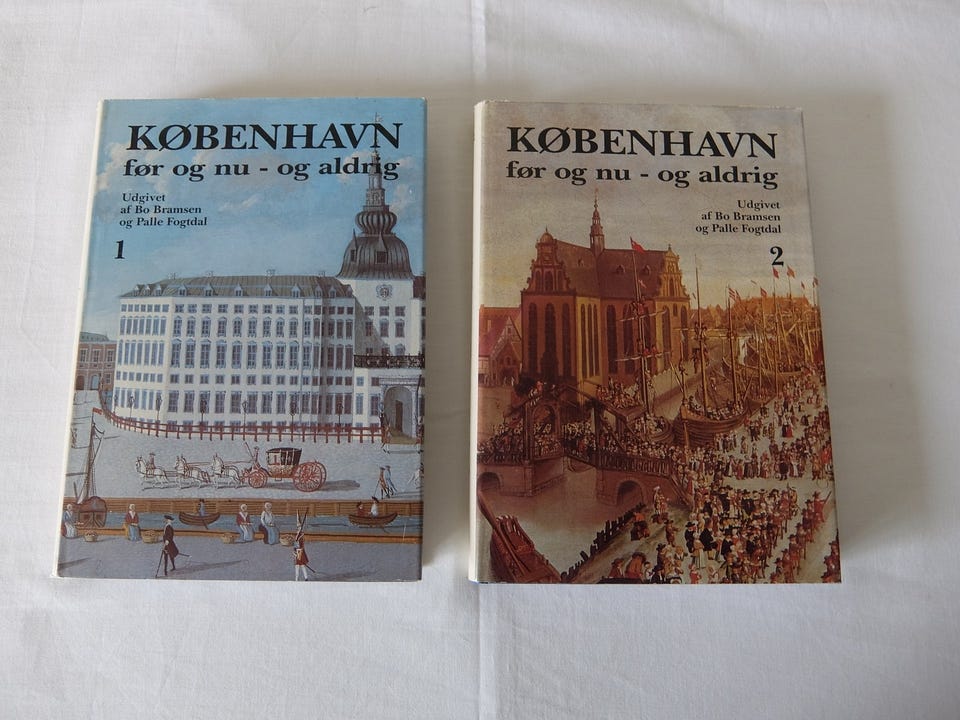 KØBENHAVN
før og nu - og aldrig
Udgivet
af Bo Bramsen
og Palle Fogtdal
1
KØBENHAVN
før og nu - og aldrig
Udgivet
af Bo Bramsen
og Palle Fogtdal
2